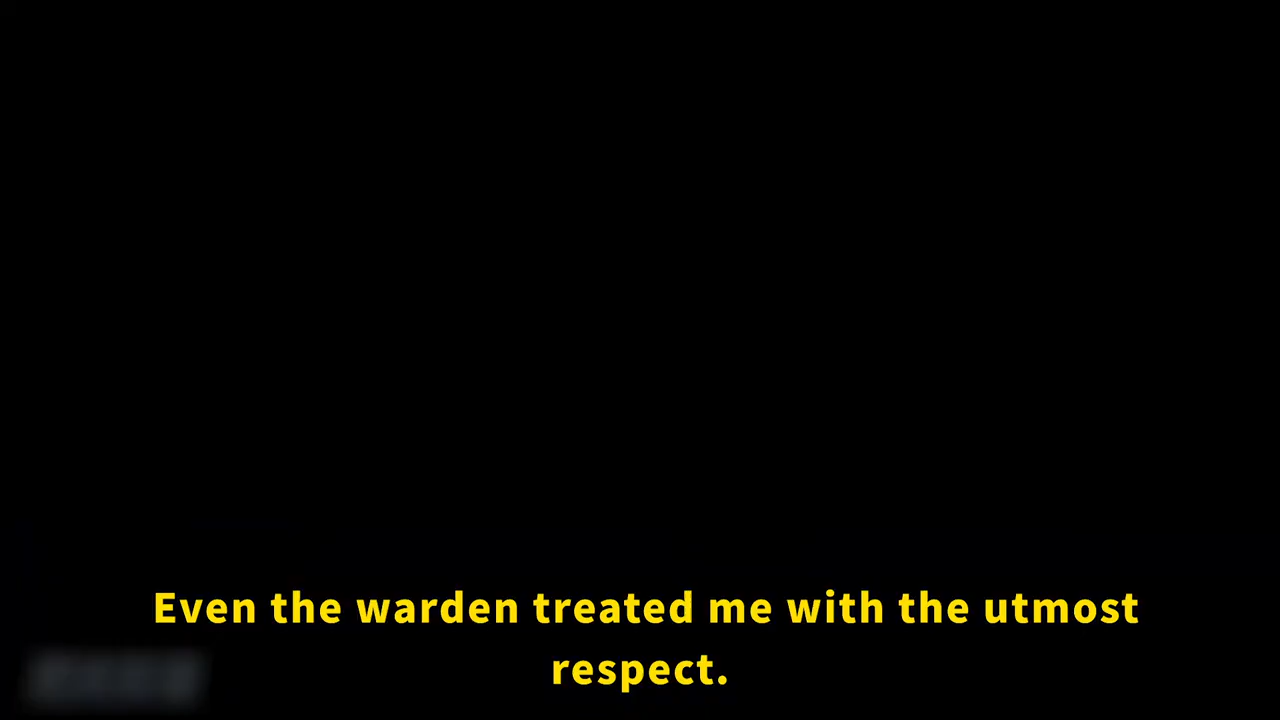 Even the warden treated me with the utmost
respect.